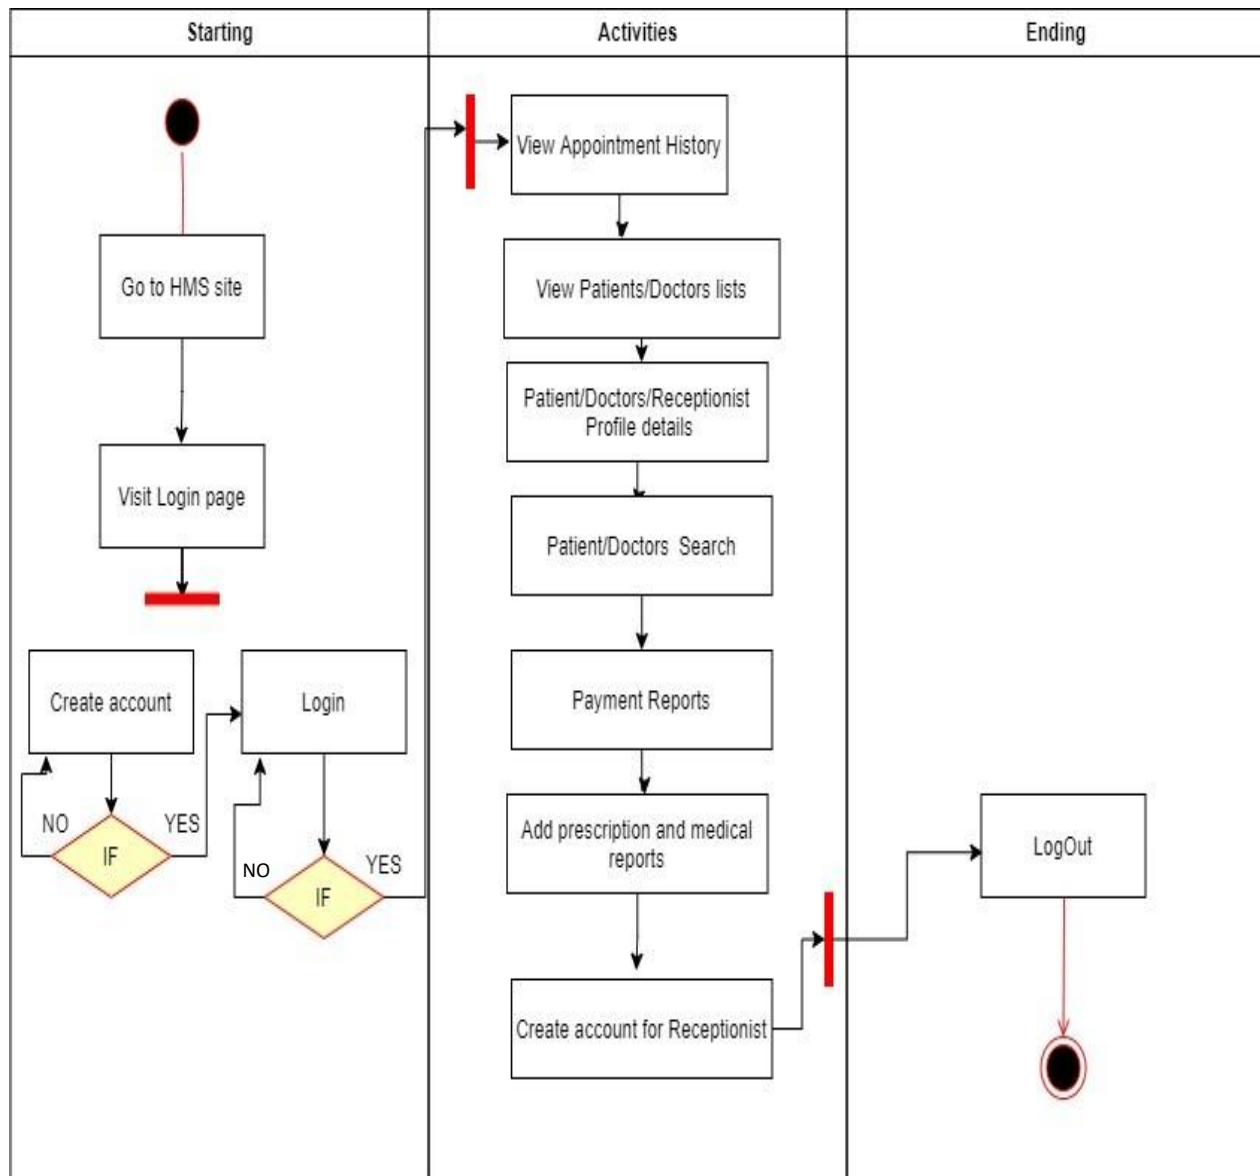 Starting
Activities
Ending
Go to HMS site
Visit Login page
Create account
Login
NO
YES
IF
NO
YES
IF
View Appointment History
View Patients/Doctors lists
Patient/Doctors/Receptionist
Profile details
Patient/Doctors Search
Payment Reports
Add prescription and medical
reports
Create account for Receptionist
LogOut